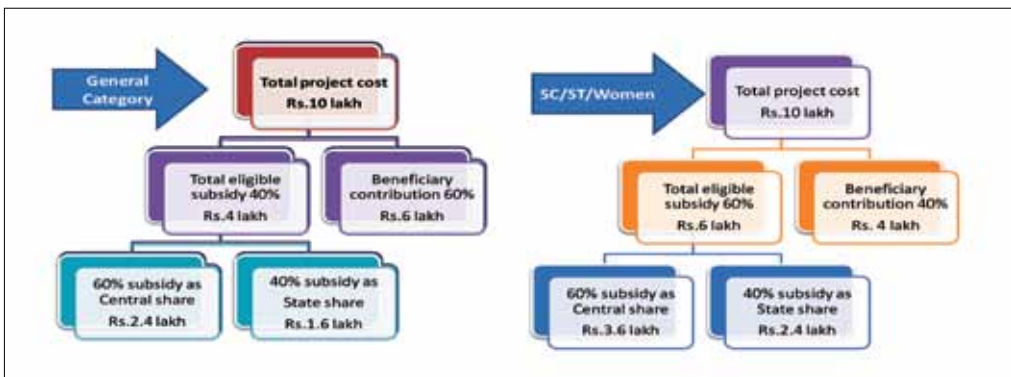 General
Category
Total project cost
Rs.10 lakh
Total eligible
subsidy 40%
Rs.4 lakh
Beneficiary
contribution 60%
Rs.6 lakh
60% subsidy as
Central share
Rs.2.4 lakh
40% subsidy as
State share
Rs.1.6 lakh
SC/ST/Women
Total project cost
Rs.10 lakh
Total eligible
subsidy 60%
Rs.6 lakh
Beneficiary
contribution 40%
Rs. 4 lakh
60% subsidy as
Central share
Rs.3.6 lakh
40% subsidy as
State share
Rs.2.4 lakh